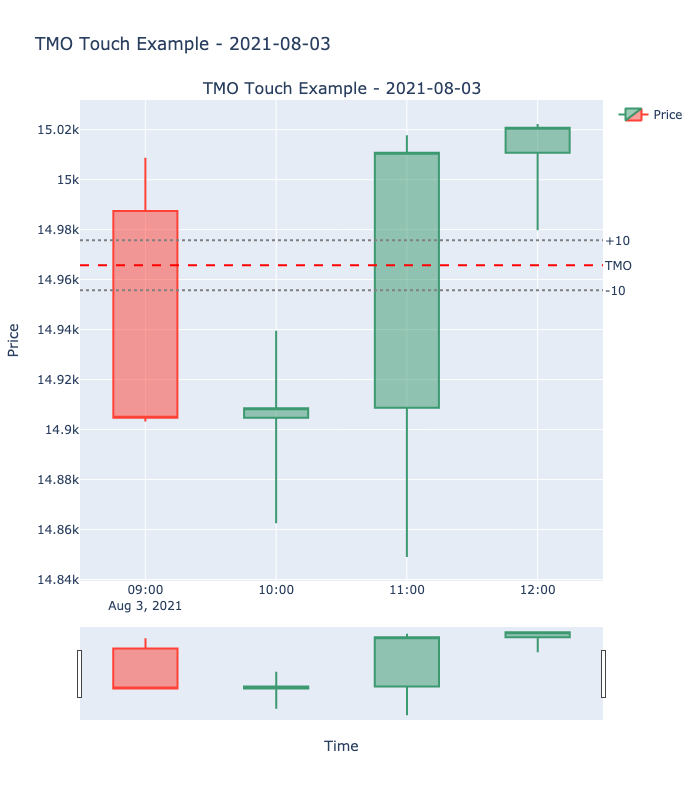 TMO Touch Example - 2021-08-03
TMO Touch Example - 2021-08-03
Price
15.02k
15k
14.98k
14.96k
14.94k
14.92k
14.9k
14.88k
14.86k
14.84k
+10
TMO
-10
Price
09:00 10:00 11:00 12:00
Aug 3, 2021
Time